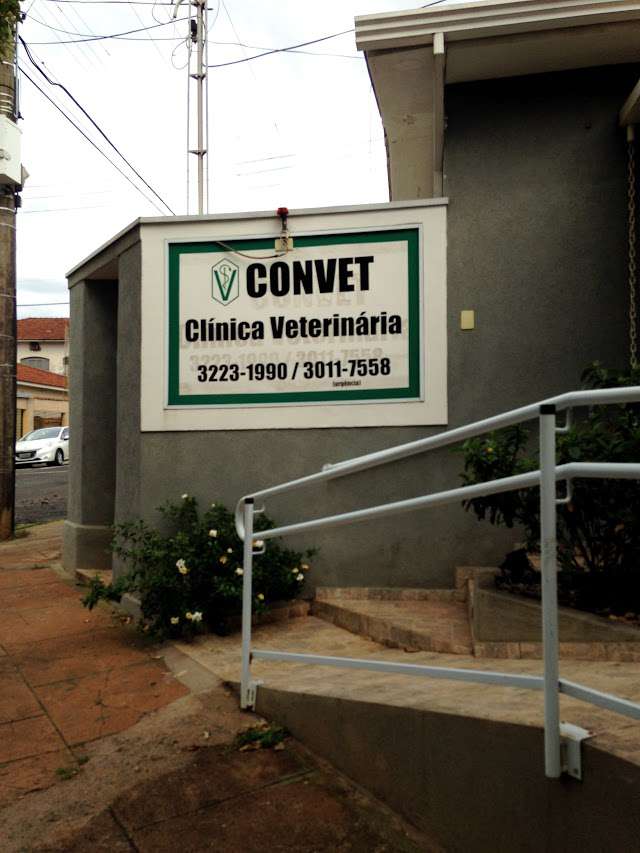 CONVET
Clínica Veterinária
3223-1990 / 3011-7558
(urgência)